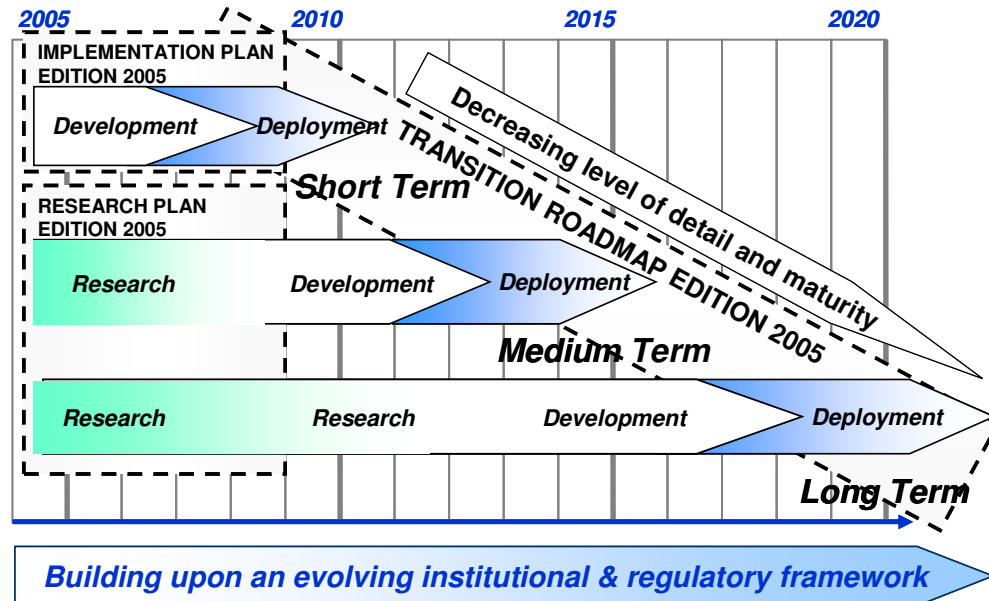 2005 2010 2015 2020
IMPLEMENTATION PLAN
EDITION 2005
Development Deployment
Decreasing level of detail and maturity
TRANSITION ROADMAP EDITION 2005
Short Term
RESEARCH PLAN
EDITION 2005
Research Development Deployment
Medium Term
Research Research Development Deployment
Long Term
Building upon an evolving institutional & regulatory framework